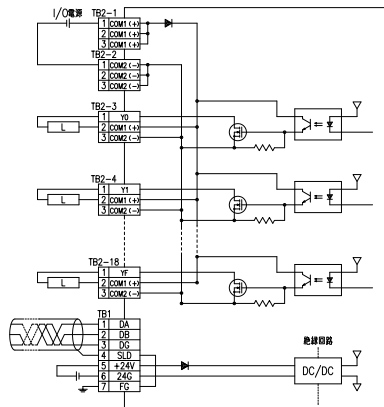 I/O電源
TB2-1
1 COM1(+)
2 COM1(+)
3 COM1(+)
TB2-2
1 COM2(-)
2 COM2(-)
3 COM2(-)
TB2-3
1 Y0
2 COM1(+)
3 COM2(-)
L
TB2-4
1 Y1
2 COM1(+)
3 COM2(-)
L
TB2-18
1 YF
2 COM1(+)
3 COM2(-)
L
TB1
1 DA
2 DB
3 DG
4 SLD
5 +24V
6 24G
7 FG
絶縁回路
DC/DC